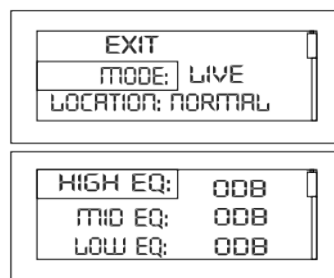 EXIT
MODE: LIVE
LOCATION: NORMAL
HIGH EQ: 0DB
MID EQ: 0DB
LOW EQ: 0DB